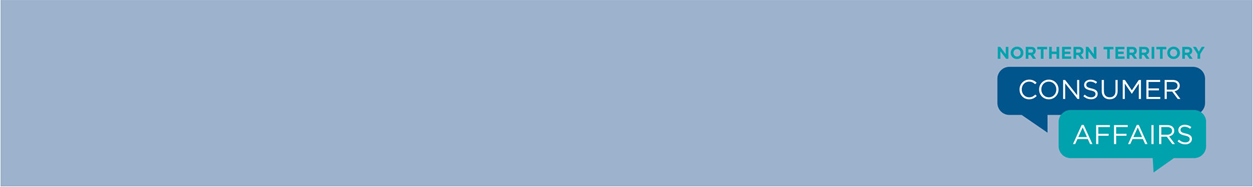 NORTHERN TERRITORY
CONSUMER
AFFAIRS